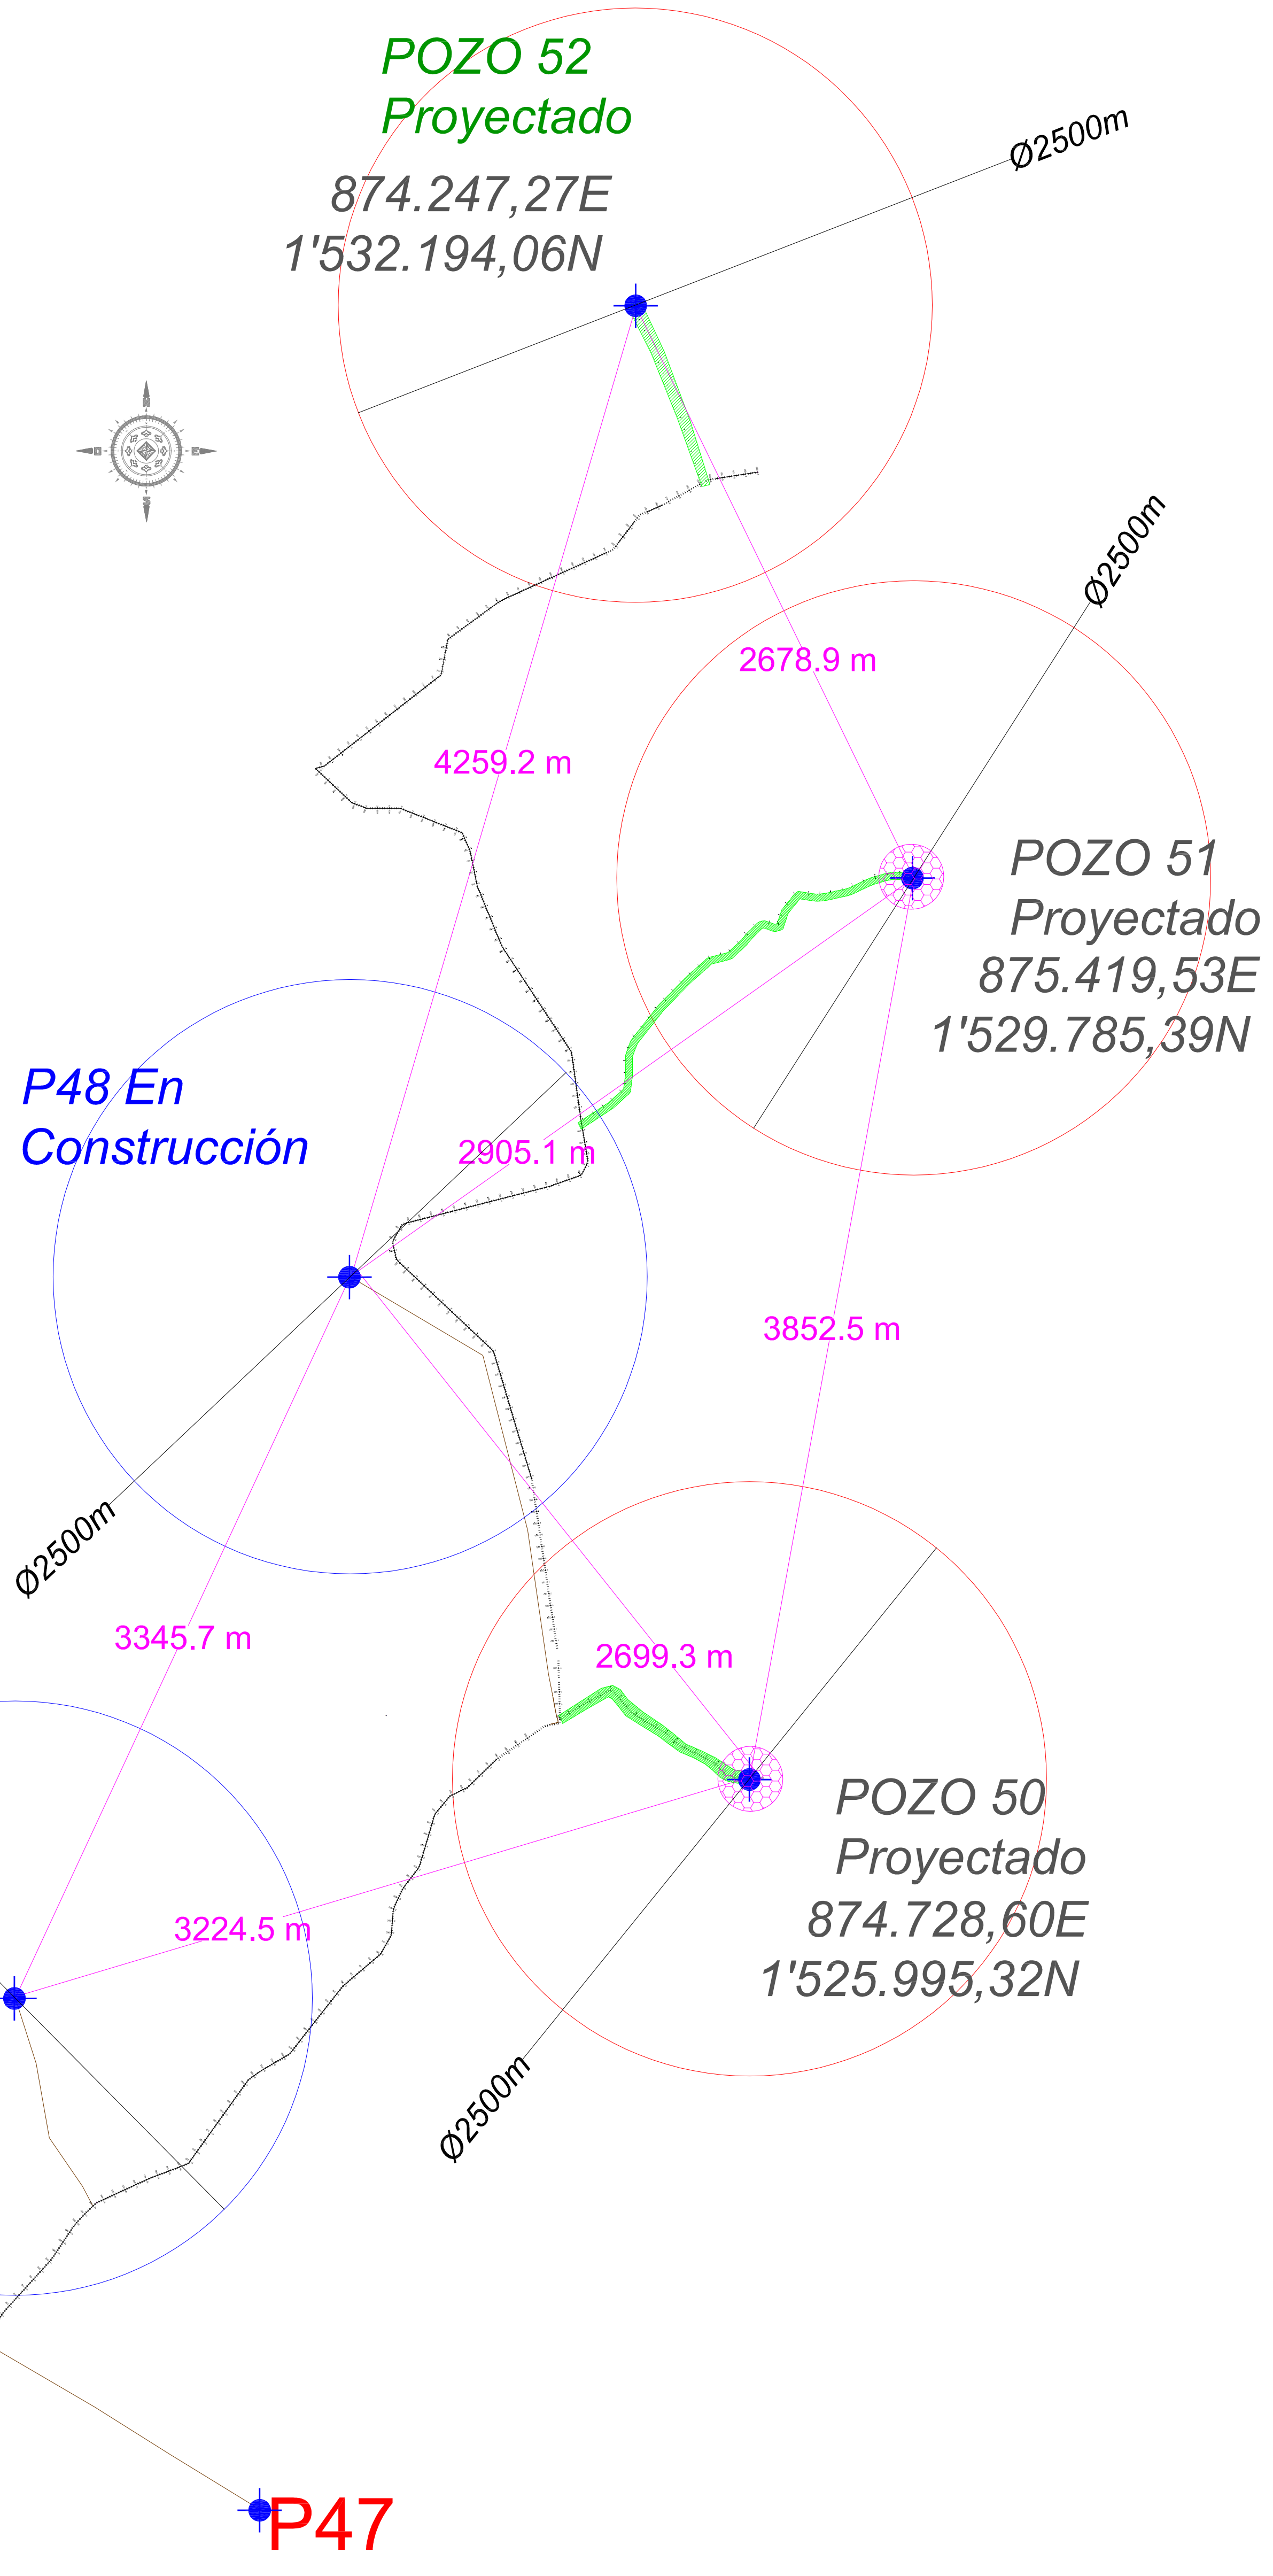 POZO 52
Proyectado
874.247,27E
1'532.194,06N
Ø2500m
N
O
E
S
Ø2500m
2678.9 m
4259.2 m
POZO 51
Proyectado
875.419,53E
1'529.785,39N
P48 En
Construcción
2905.1 m
3852.5 m
Ø2500m
3345.7 m
2699.3 m
POZO 50
Proyectado
874.728,60E
1'525.995,32N
3224.5 m
Ø2500m
P47